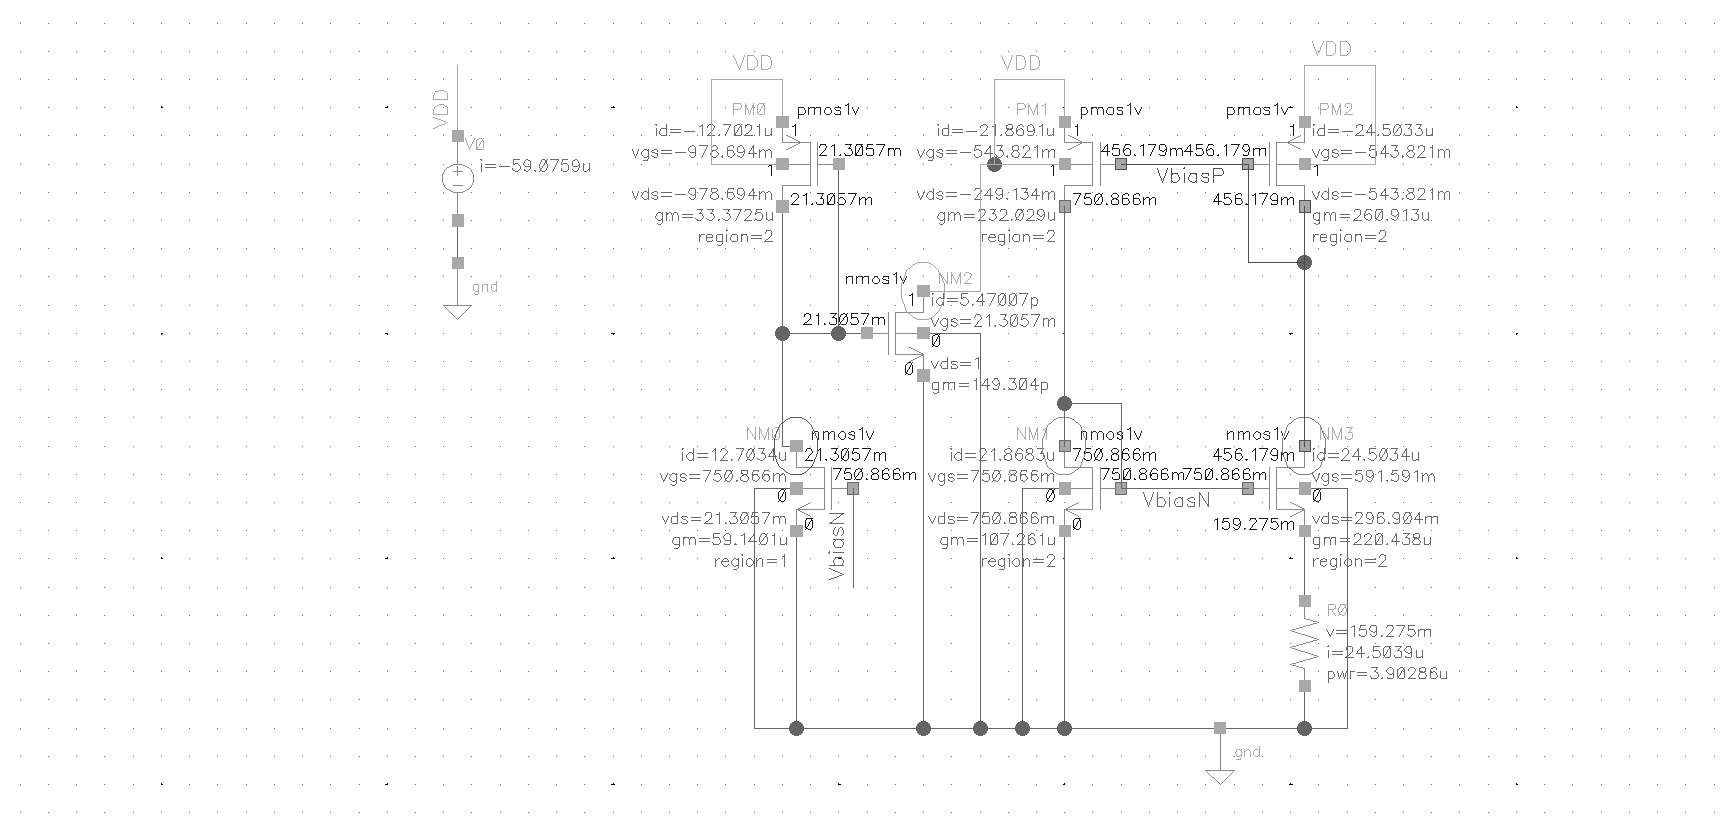 VDD
VDD
VDD
VDD
V0
i=-59.0759u
gnd
PM0
pmos1v
id=-12.7021u
1
vgs=-978.694m
21.3057m
1
vds=-978.694m
21.3057m
gm=33.3725u
region=2
PM1
pmos1v
id=-21.8691u
1
vgs=-543.821m
456.179m
1
vds=-249.134m
750.866m
gm=232.029u
region=2
VbiasP
pmos1v
PM2
1
id=-24.5033u
456.179m
vgs=-543.821m
1
vds=-543.821m
456.179m
gm=260.913u
region=2
nmos1v
NM2
1
id=5.47007p
21.3057m
vgs=21.3057m
0
vds=1
0
gm=149.304p
NM0
nmos1v
id=12.7034u
21.3057m
vgs=750.866m
750.866m
0
vds=21.3057m
0
gm=59.1401u
region=1
VbiasN
NM1
nmos1v
id=21.8683u
750.866m
vgs=750.866m
750.866m
0
vds=750.866m
0
gm=107.261u
region=2
VbiasN
nmos1v
NM3
456.179m
id=24.5034u
750.866m
vgs=591.591m
0
159.275m
vds=296.904m
gm=220.438u
region=2
R0
v=159.275m
i=24.5039u
pwr=3.90286u
gnd